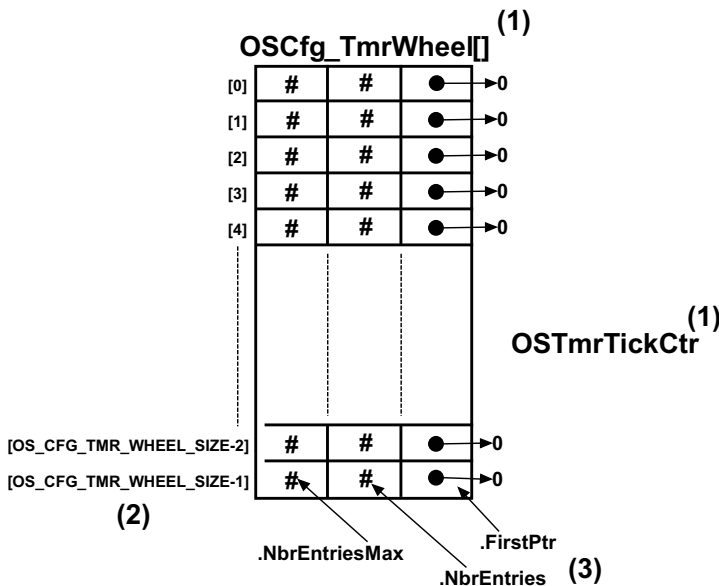 (1)
OSCfg_TmrWheel[]
[0] # # 0
[1] # # 0
[2] # # 0
[3] # # 0
[4] # # 0
(1)
OSTmrTickCtr
[OS_CFG_TMR_WHEEL_SIZE-2] # # 0
[OS_CFG_TMR_WHEEL_SIZE-1] # # 0
(2)
.NbrEntriesMax
.FirstPtr
.NbrEntries (3)